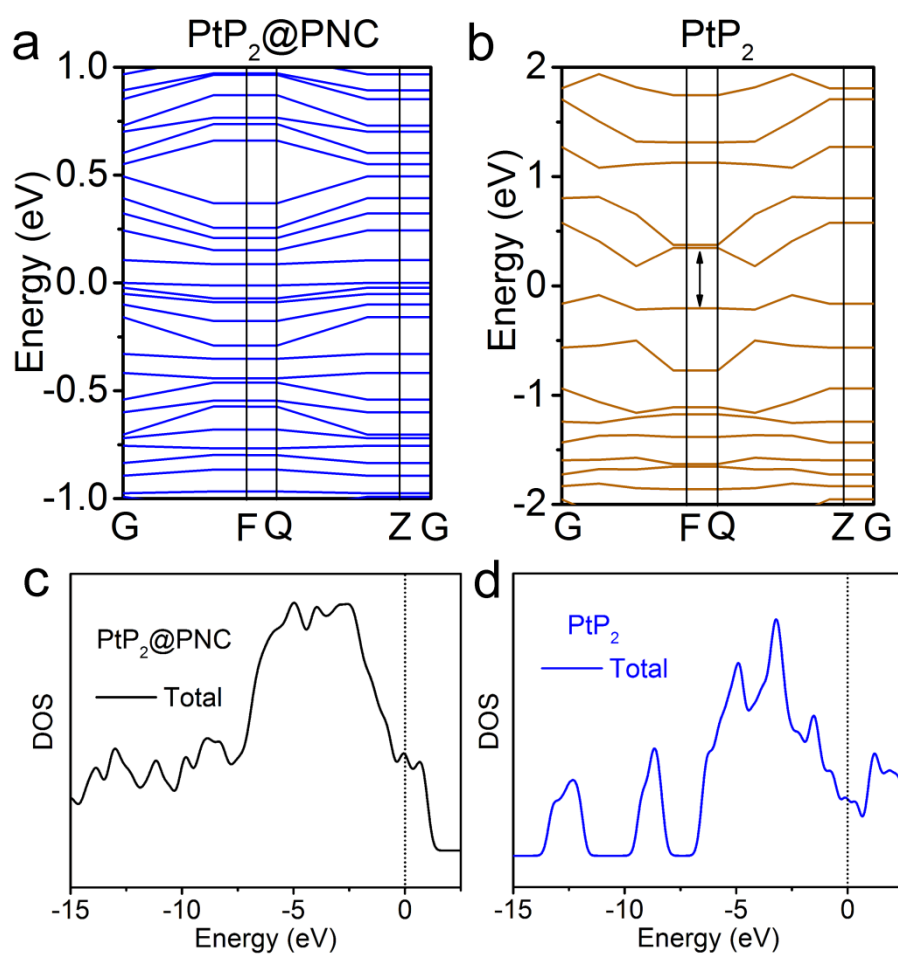 a
PtP₂@PNC
Energy (eV)
1.0
0.5
0.0
-0.5
-1.0
G F Q Z G
b
PtP₂
Energy (eV)
2
1
0
-1
-2
G F Q Z G
c
PtP₂@PNC
Total
DOS
-15 -10 -5 0
Energy (eV)
d
PtP₂
Total
DOS
-15 -10 -5 0
Energy (eV)